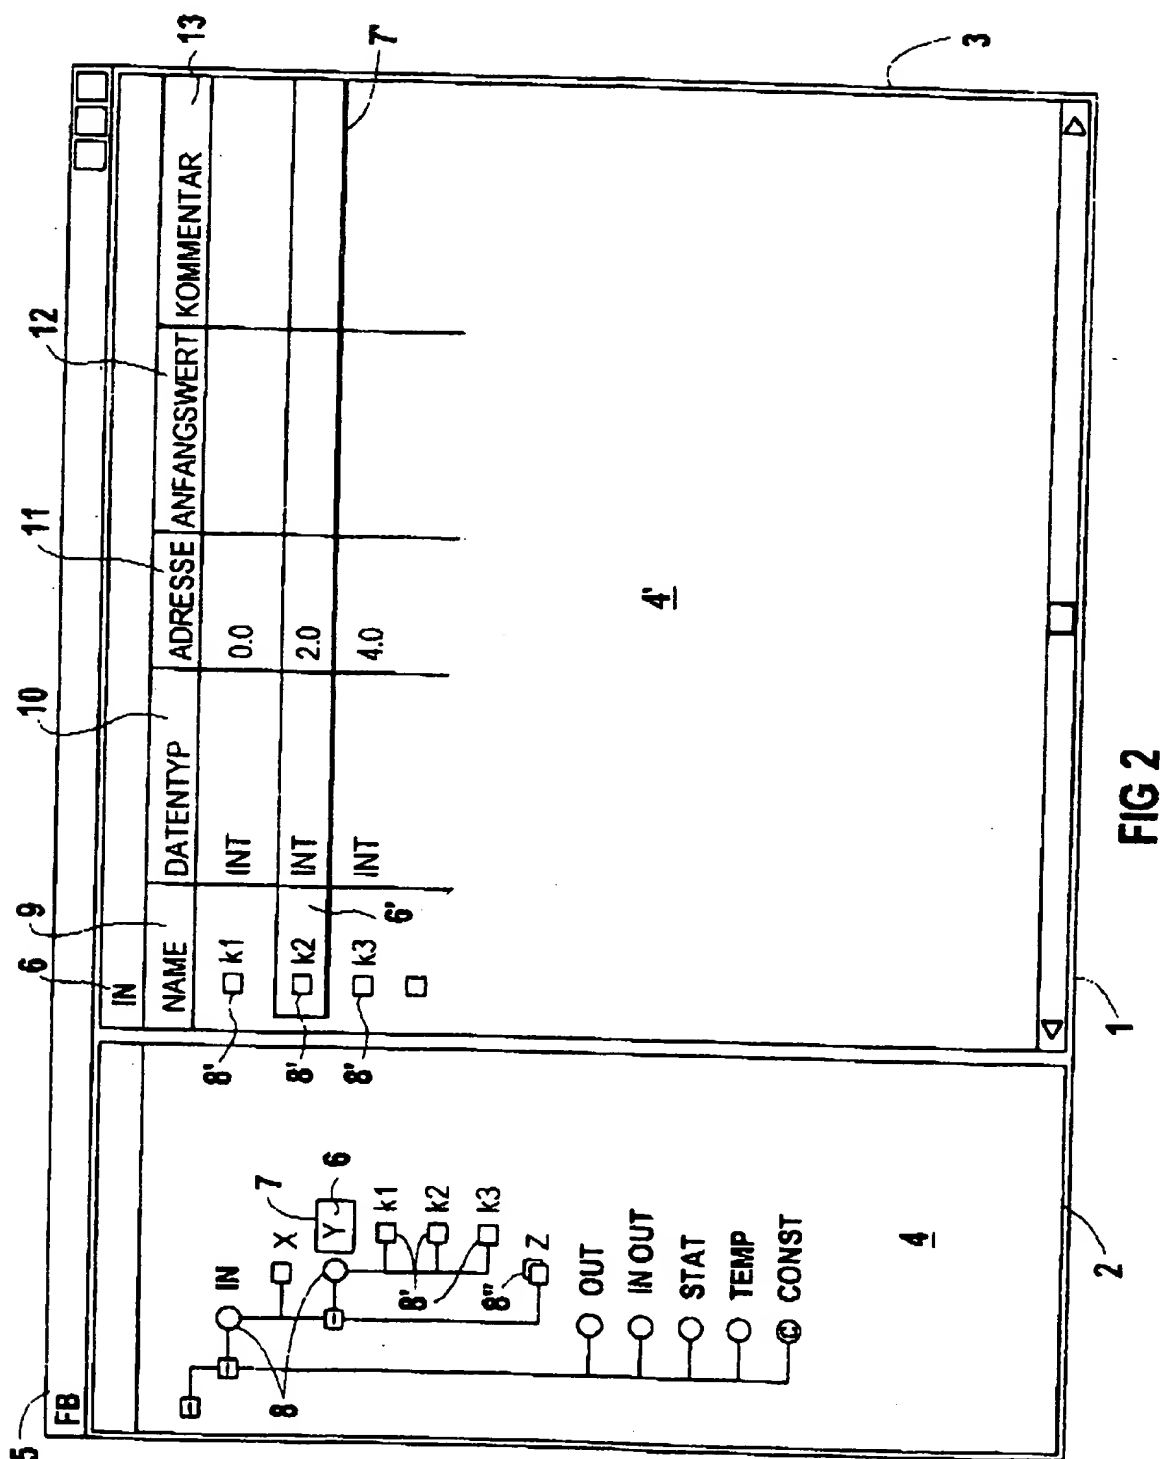 5
FB
6
9
10
11
12
13
IN
NAME DATENTYP ADRESSE ANFANGSWERT KOMMENTAR
8' k1 INT 0.0
8' k2 INT 2.0
6'
7'
8' k3 INT 4.0
4'
3
1
8
IN
X
7
Y
6
k1
k2
k3
8'
8''
Z
OUT
IN OUT
STAT
TEMP
C CONST
4
2
FIG 2